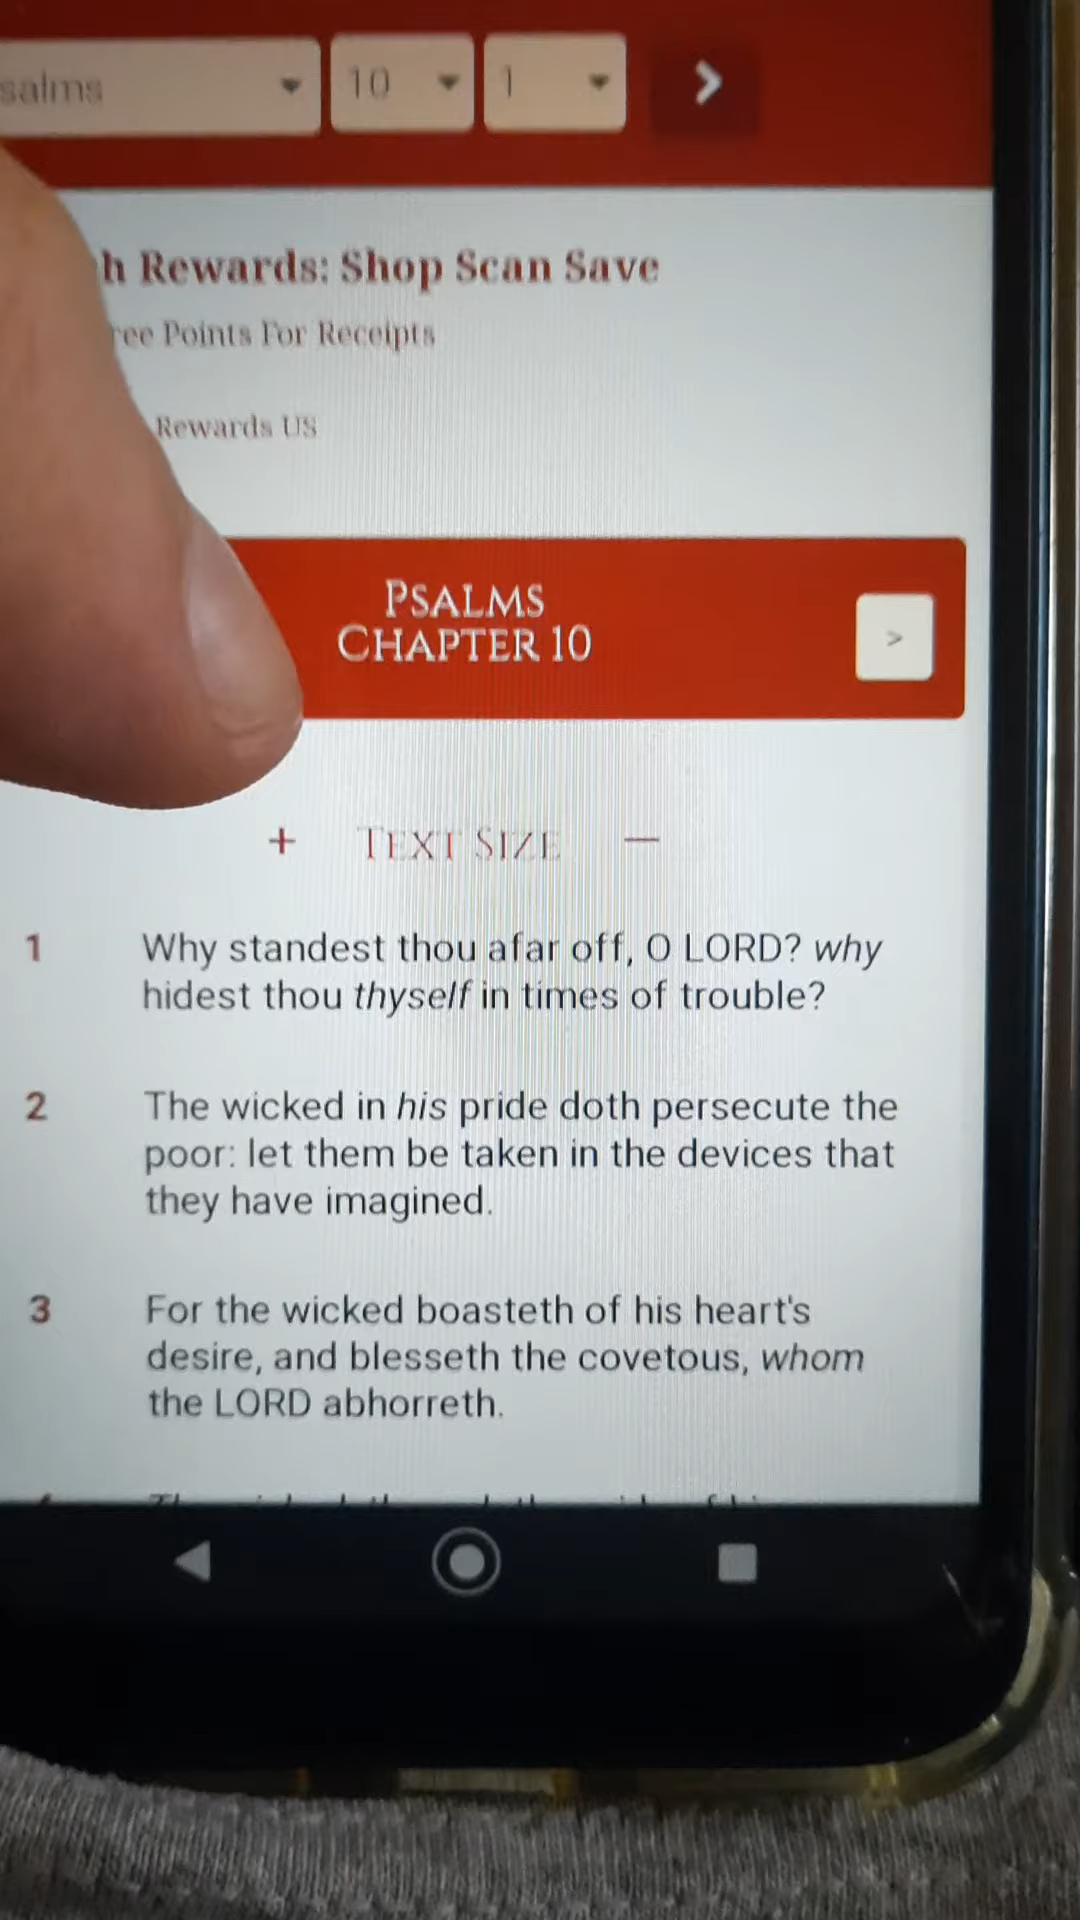 salms 10 1
h Rewards: Shop Scan Save
ree Points For Receipts
Rewards US
PSALMS
CHAPTER 10
>
+ TEXT SIZE —
1 Why standest thou afar off, O LORD? why
hidest thou thyself in times of trouble?
2 The wicked in his pride doth persecute the
poor: let them be taken in the devices that
they have imagined.
3 For the wicked boasteth of his heart's
desire, and blesseth the covetous, whom
the LORD abhorreth.